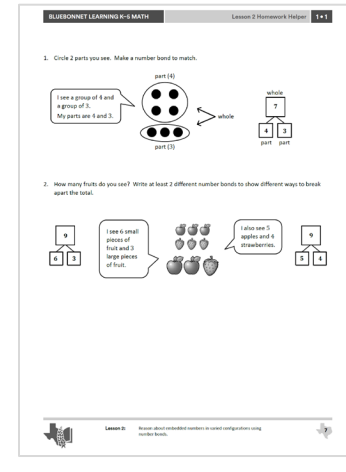 BLUEBONNET LEARNING K–5 MATH
Lesson 2 Homework Helper
1•1
1. Circle 2 parts you see. Make a number bond to match.
part (4)
I see a group of 4 and
a group of 3.
My parts are 4 and 3.
whole
part (3)
whole
7
4 3
part part
2. How many fruits do you see? Write at least 2 different number bonds to show different ways to break
apart the total.
9
6 3
I see 6 small
pieces of
fruit and 3
large pieces
of fruit.
I also see 5
apples and 4
strawberries.
9
5 4
Lesson 2:
Reason about embedded numbers in varied configurations using
number bonds.
7